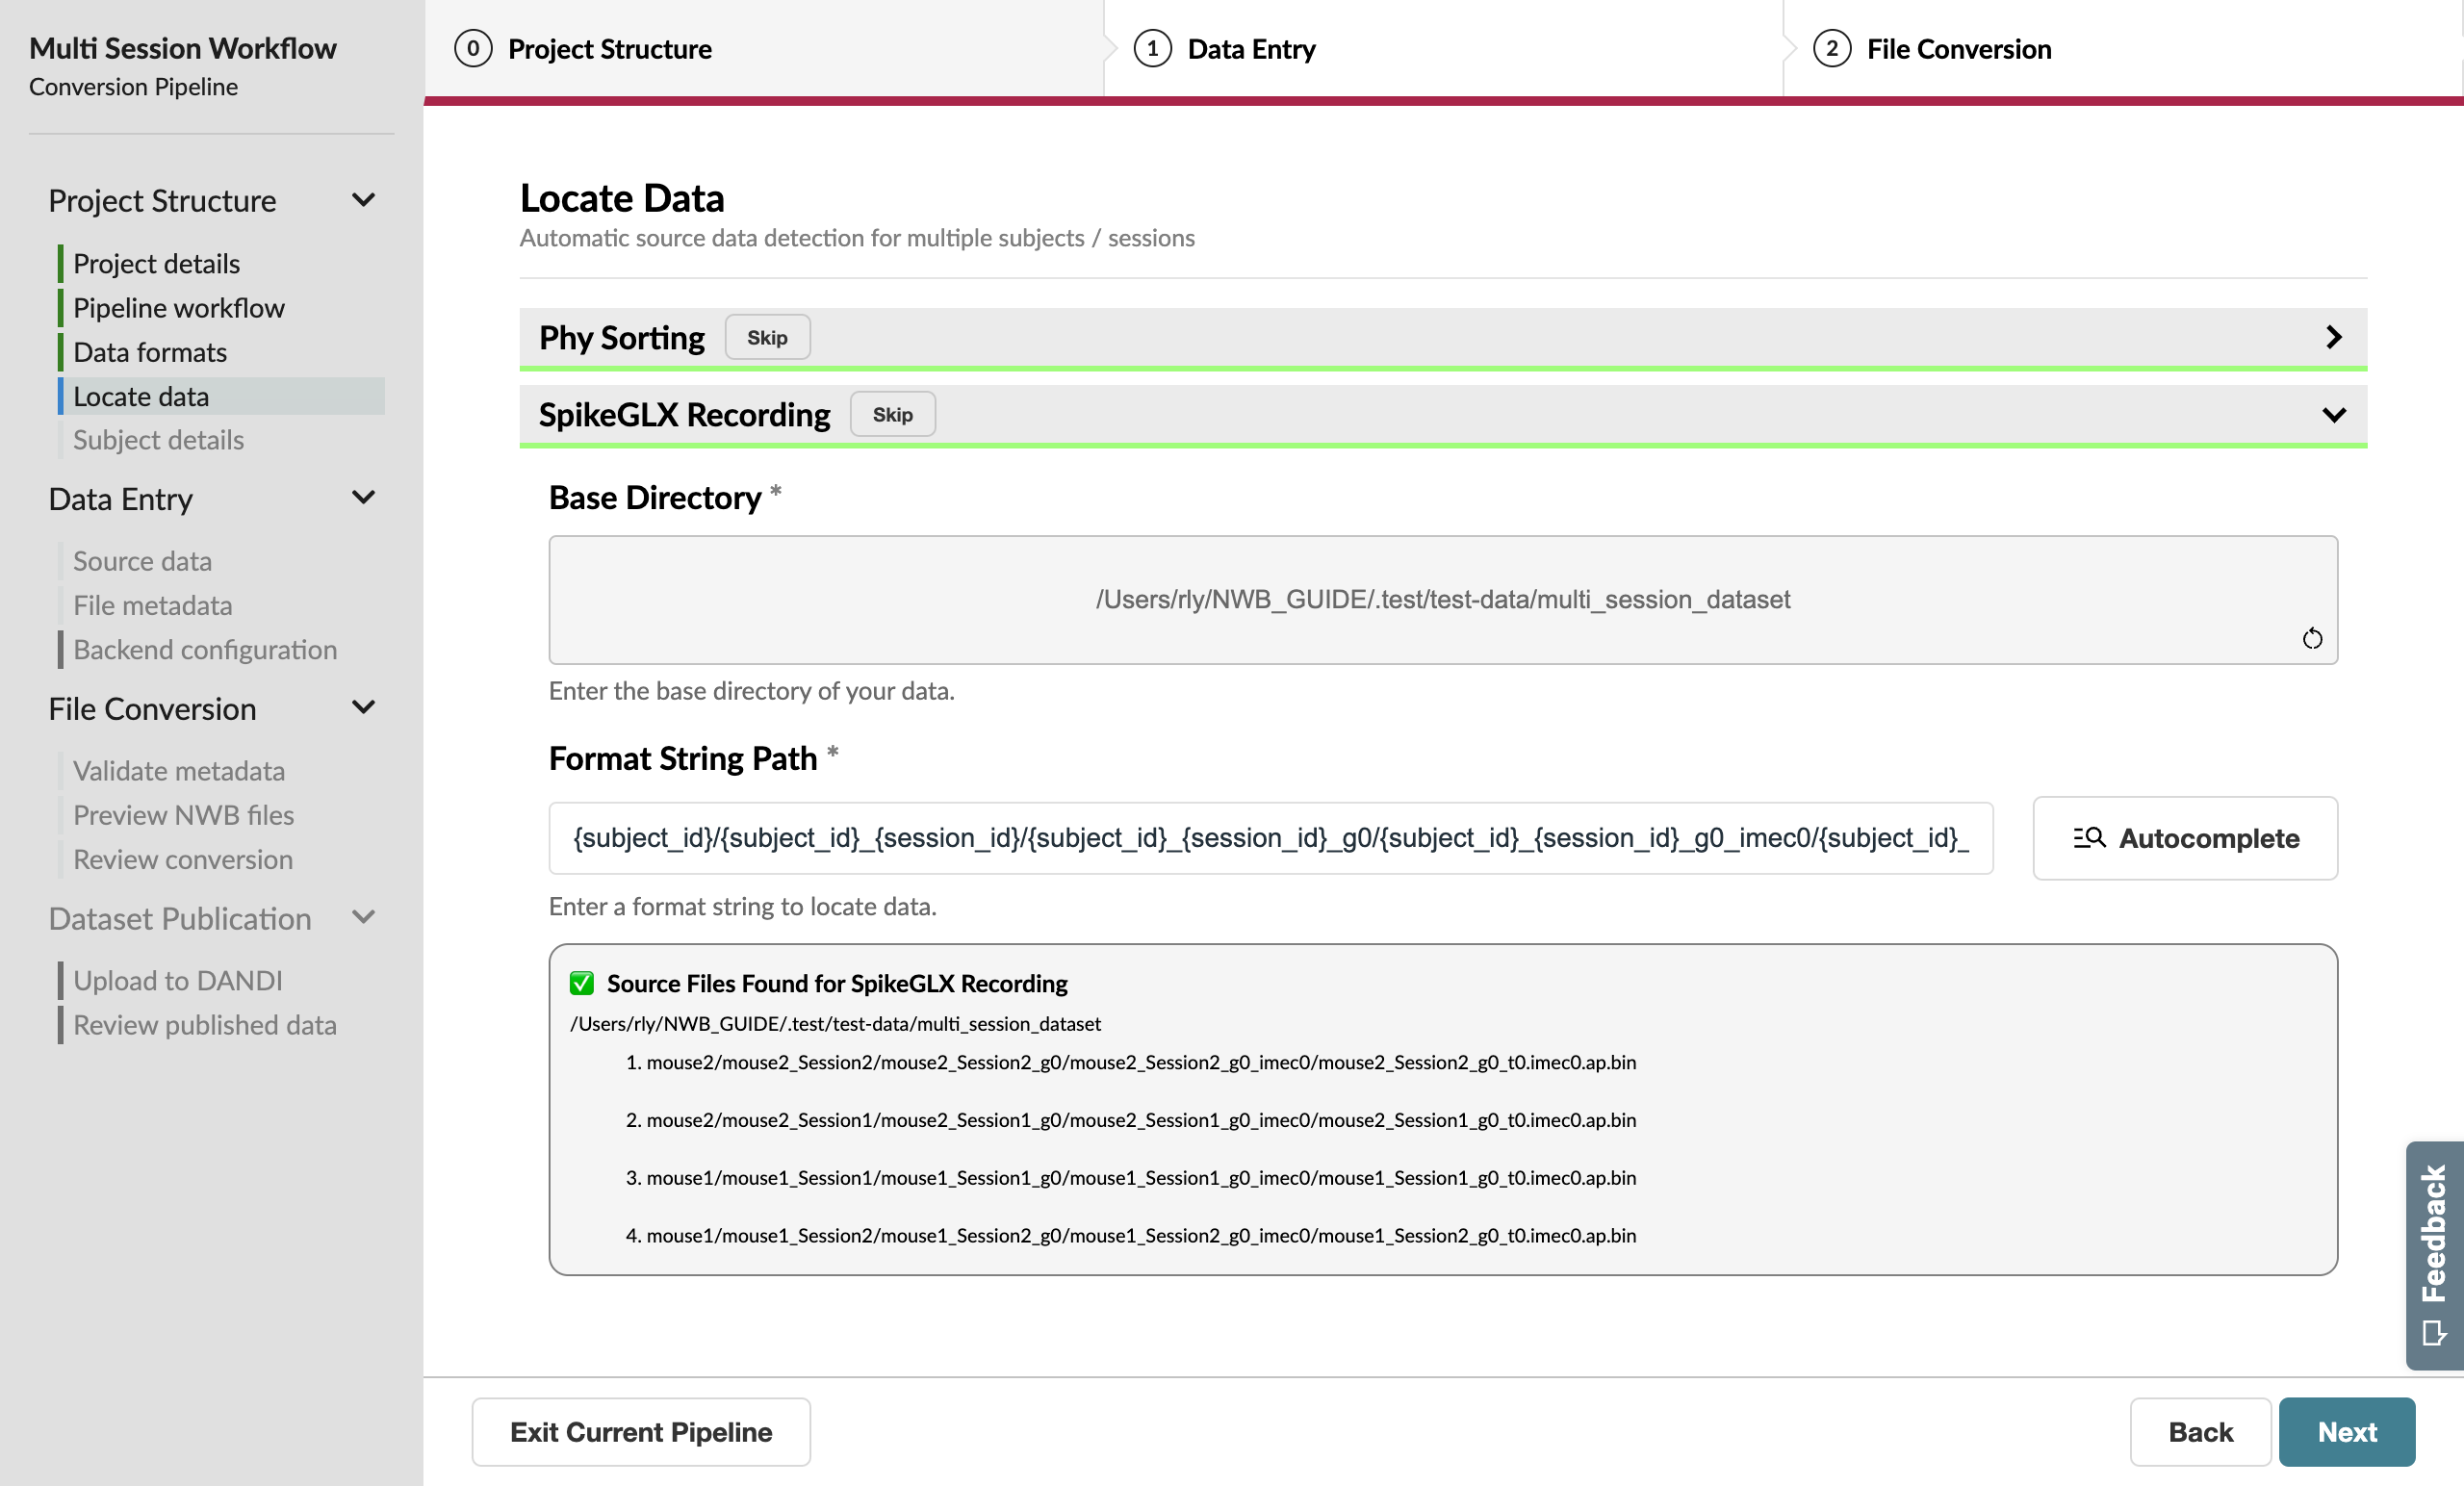 Multi Session Workflow
Conversion Pipeline
Project Structure
Project details
Pipeline workflow
Data formats
Locate data
Subject details
Data Entry
Source data
File metadata
Backend configuration
File Conversion
Validate metadata
Preview NWB files
Review conversion
Dataset Publication
Upload to DANDI
Review published data
0 Project Structure
1 Data Entry
2 File Conversion
Locate Data
Automatic source data detection for multiple subjects / sessions
Phy Sorting Skip
SpikeGLX Recording Skip
Base Directory *
/Users/rly/NWB_GUIDE/.test/test-data/multi_session_dataset
Enter the base directory of your data.
Format String Path *
{subject_id}/{subject_id}_{session_id}/{subject_id}_{session_id}_g0/{subject_id}_{session_id}_g0_imec0/{subject_id}_
Autocomplete
Enter a format string to locate data.
Source Files Found for SpikeGLX Recording
/Users/rly/NWB_GUIDE/.test/test-data/multi_session_dataset
1. mouse2/mouse2_Session2/mouse2_Session2_g0/mouse2_Session2_g0_imec0/mouse2_Session2_g0_t0.imec0.ap.bin
2. mouse2/mouse2_Session1/mouse2_Session1_g0/mouse2_Session1_g0_imec0/mouse2_Session1_g0_t0.imec0.ap.bin
3. mouse1/mouse1_Session1/mouse1_Session1_g0/mouse1_Session1_g0_imec0/mouse1_Session1_g0_t0.imec0.ap.bin
4. mouse1/mouse1_Session2/mouse1_Session2_g0/mouse1_Session2_g0_imec0/mouse1_Session2_g0_t0.imec0.ap.bin
Feedback
Exit Current Pipeline
Back
Next